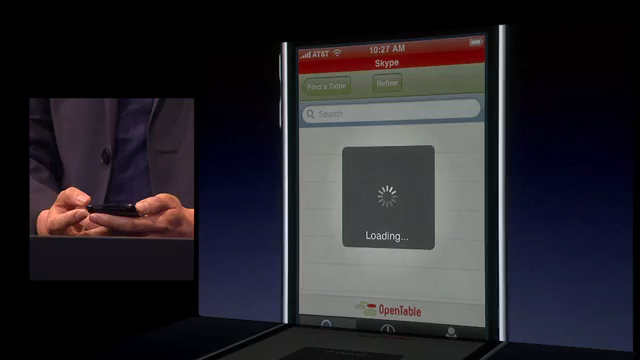 AT&T 10:27 AM
Skype
Find a Table Refine
Search
Loading...
OpenTable